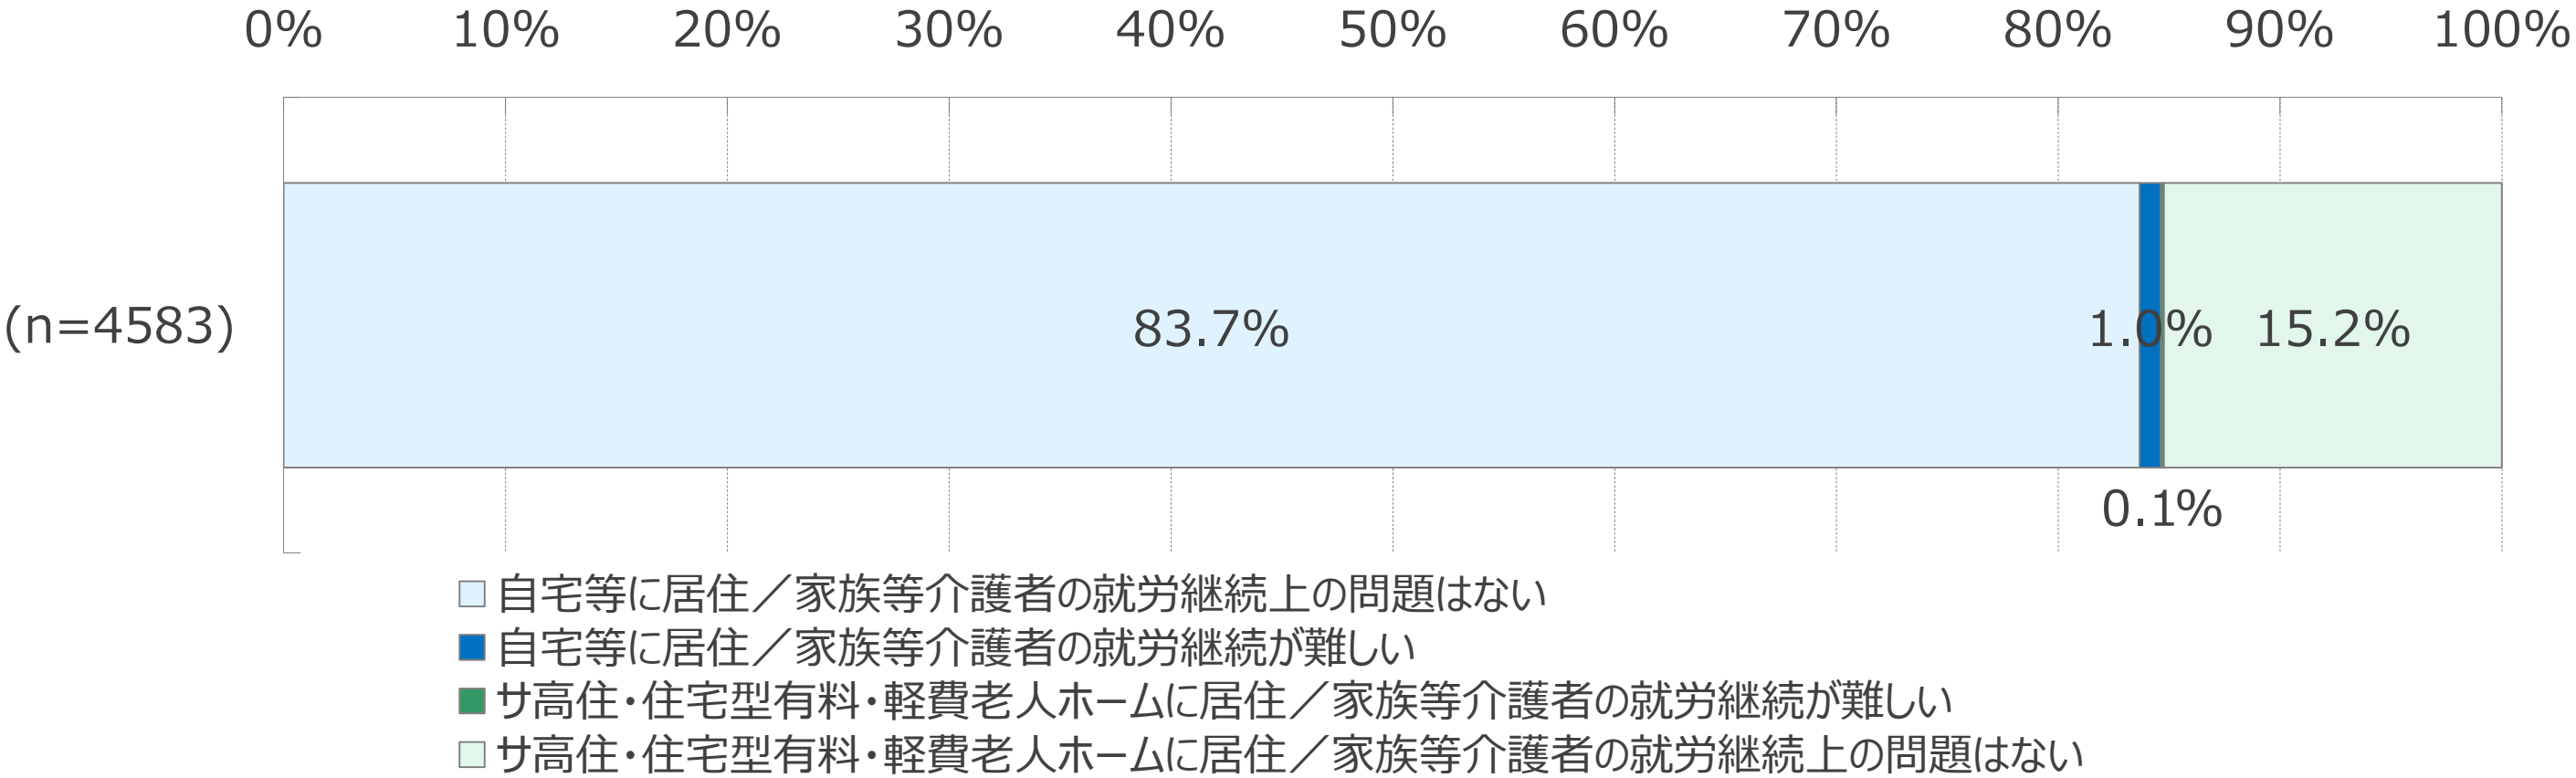 0% 10% 20% 30% 40% 50% 60% 70% 80% 90% 100%
(n=4583) 83.7% 1.0% 15.2%
0.1%
自宅等に居住／家族等介護者の就労継続上の問題はない
自宅等に居住／家族等介護者の就労継続が難しい
サ高住・住宅型有料・軽費老人ホームに居住／家族等介護者の就労継続が難しい
サ高住・住宅型有料・軽費老人ホームに居住／家族等介護者の就労継続上の問題はない